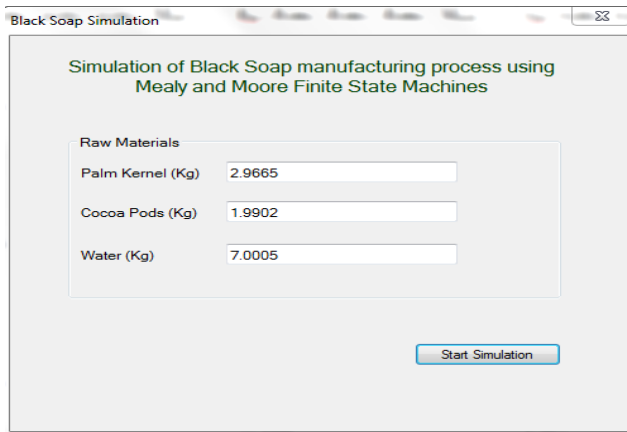 Black Soap Simulation
Simulation of Black Soap manufacturing process using
Mealy and Moore Finite State Machines
Raw Materials
Palm Kernel (Kg) 2.9665
Cocoa Pods (Kg) 1.9902
Water (Kg) 7.0005
Start Simulation